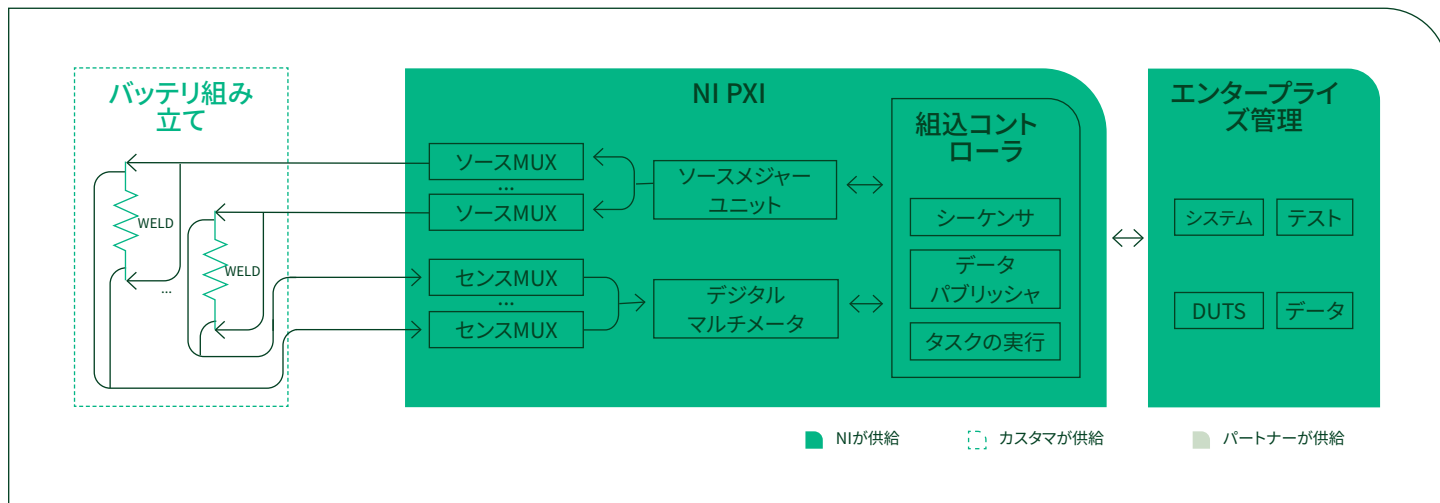 バッテリ組み
立て
WELD
WELD
...
NI PXI
ソースMUX
...
ソースMUX
センスMUX
...
センスMUX
ソースメジャー
ユニット
デジタル
マルチメータ
組込コント
ローラ
シーケンサ
データ
パブリッシャ
タスクの実行
エンタープライ
ズ管理
システム
テスト
DUTS
データ
NIが供給
カスタマが供給
パートナーが供給